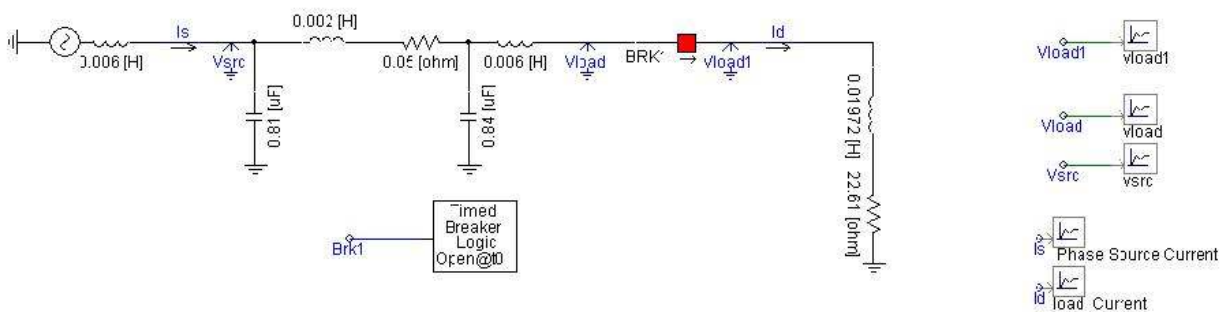 0.002 [H]
Is
0.006 [H]
Vsrc
0.05 [ohm]
0.006 [H]
Vload
BRK1
Vload1
Id
0.81 [uF]
0.84 [uF]
0.01972 [H]
22.61 [ohm]
Brk1
Timed
Breaker
Logic
Open@t0
Vload1
vload1
Vload
vload
Vsrc
vsrc
Is
Phase Source Current
Id
load Current